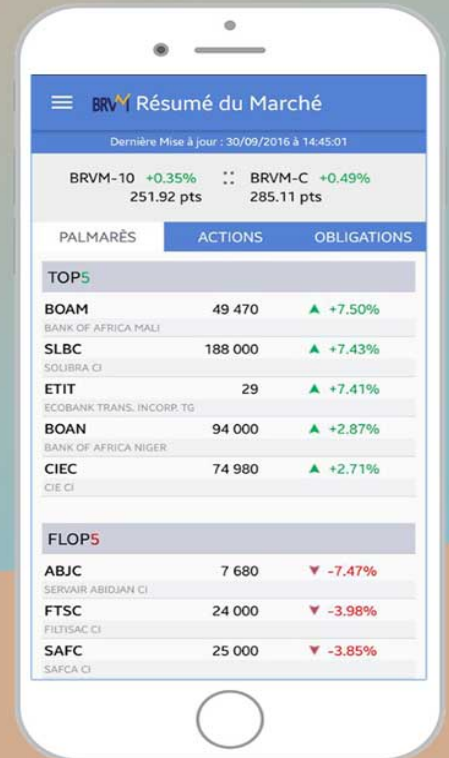 BRVM Résumé du Marché
Dernière Mise à jour : 30/09/2016 à 14:45:01
BRVM-10 +0.35% BRVM-C +0.49%
251.92 pts 285.11 pts
PALMARÈS ACTIONS OBLIGATIONS
TOP5
BOAM 49 470 ▲ +7.50%
BANK OF AFRICA MALI
SLBC 188 000 ▲ +7.43%
SOLIBRA CI
ETIT 29 ▲ +7.41%
ECOBANK TRANS. INCORP. TG
BOAN 94 000 ▲ +2.87%
BANK OF AFRICA NIGER
CIEC 74 980 ▲ +2.71%
CIE CI
FLOP5
ABJC 7 680 ▼ -7.47%
SERVAIR ABIDJAN CI
FTSC 24 000 ▼ -3.98%
FILTISAC CI
SAFC 25 000 ▼ -3.85%
SAFCA CI